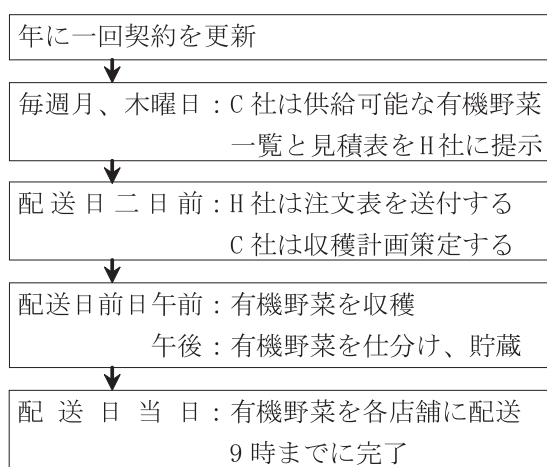 年に一回契約を更新
毎週月、木曜日：C社は供給可能な有機野菜
一覧と見積表をH社に提示
配送日二日前：H社は注文表を送付する
C社は収穫計画策定する
配送日前日午前：有機野菜を収穫
午後：有機野菜を仕分け、貯蔵
配送日当日：有機野菜を各店舗に配送
9時までに完了